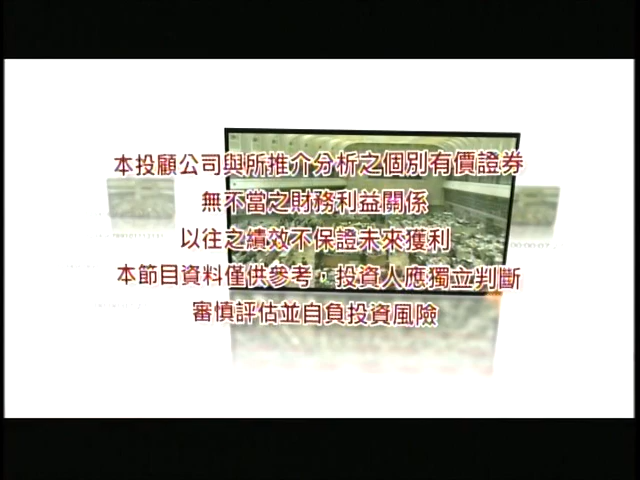 本投顧公司與所推介分析之個別有價證券
無不當之財務利益關係
以往之績效不保證未來獲利
本節目資料僅供參考，投資人應獨立判斷
審慎評估並自負投資風險